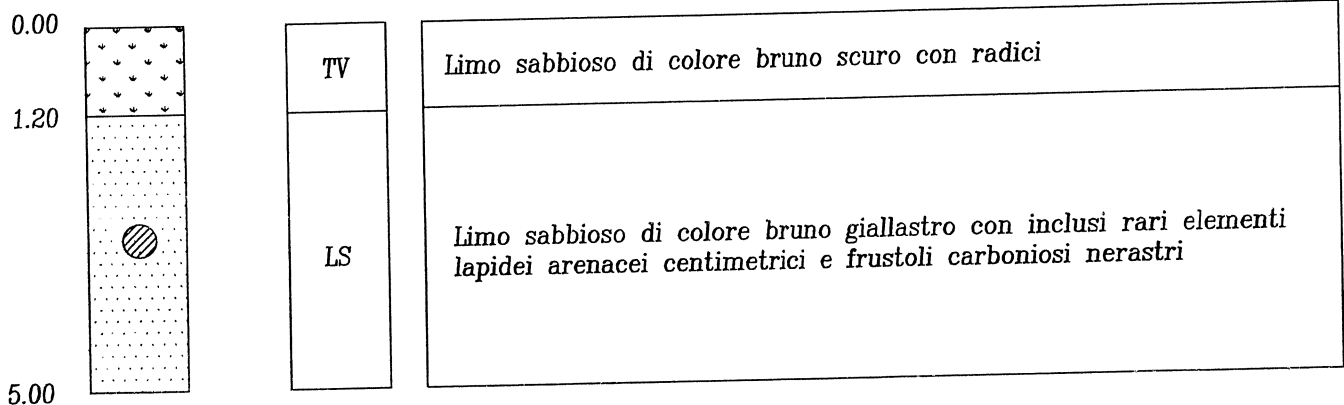 0.00
TV
Limo sabbioso di colore bruno scuro con radici
1.20
LS
Limo sabbioso di colore bruno giallastro con inclusi rari elementi
lapidei arenacei centimetrici e frustoli carboniosi nerastri
5.00